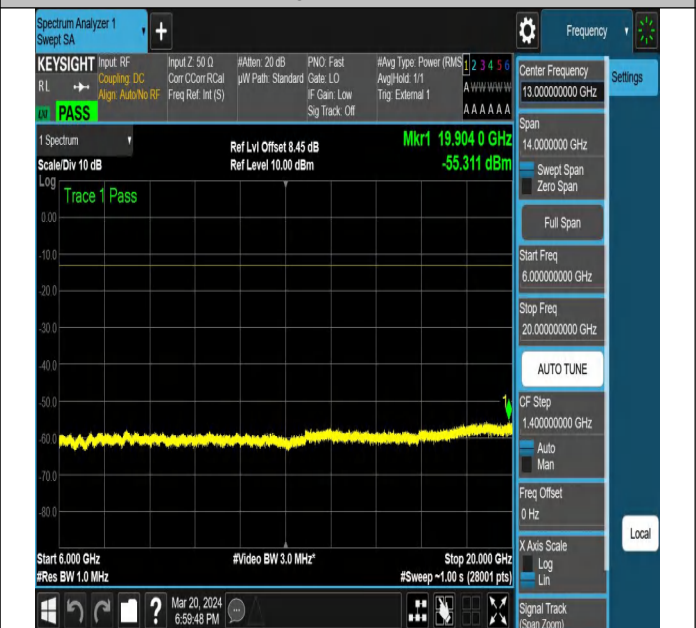 Spectrum Analyzer 1
Swept SA
+
Frequency
KEYSIGHT
RL
PASS
Input: RF
Coupling: DC
Align: Auto/No RF
Input Z: 50 Ω
Corr CCorr RCal
Freq Ref: Int (S)
#Atten: 20 dB
µW Path: Standard
PNO: Fast
Gate: LO
IF Gain: Low
Sig Track: Off
#Avg Type: Power (RMS
Avg|Hold: 1/1
Trig: External 1
1 2 3 4 5 6
A W W W W W
A A A A A A
Center Frequency
13.000000000 GHz
Settings
Span
14.0000000 GHz
Swept Span
Zero Span
Full Span
Start Freq
6.000000000 GHz
Stop Freq
20.000000000 GHz
AUTO TUNE
CF Step
1.400000000 GHz
Auto
Man
Freq Offset
0 Hz
X Axis Scale
Log
Lin
Signal Track
(Span Zoom)
Local
1 Spectrum
Scale/Div 10 dB
Log
Ref Lvl Offset 8.45 dB
Ref Level 10.00 dBm
Mkr1 19.904 0 GHz
-55.311 dBm
Trace 1 Pass
0.00
-10.0
-20.0
-30.0
-40.0
-50.0
-60.0
-70.0
-80.0
1
Start 6.000 GHz
#Res BW 1.0 MHz
#Video BW 3.0 MHz*
Stop 20.000 GHz
#Sweep ~1.00 s (28001 pts)
?
Mar 20, 2024
6:59:48 PM